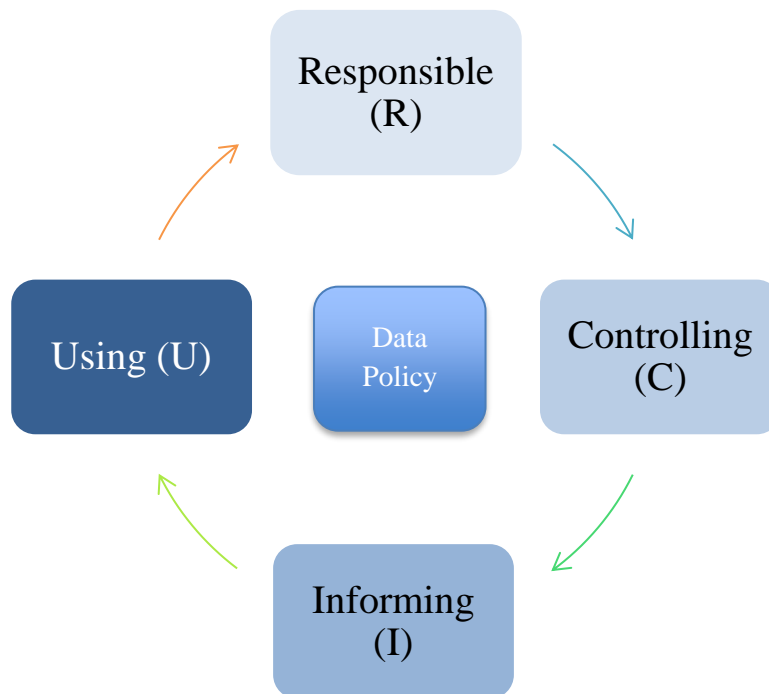 Responsible
(R)
Using (U)
Data
Policy
Controlling
(C)
Informing
(I)